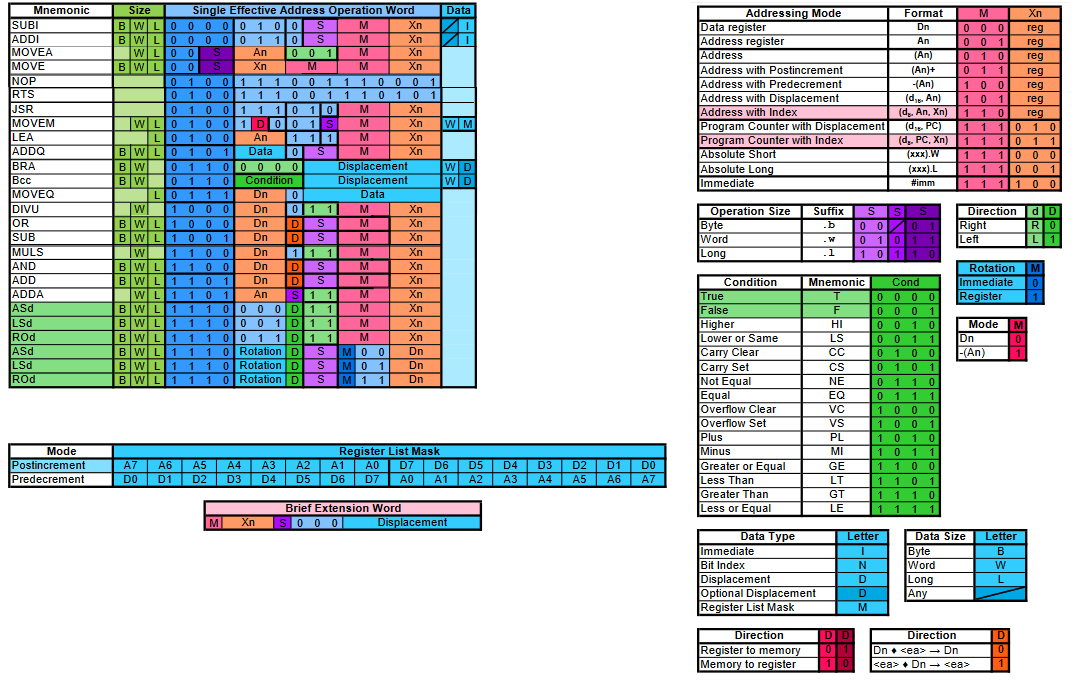 Mnemonic Size Single Effective Address Operation Word Data
SUBI B W L 0 0 0 0 0 1 0 0 S M Xn I
ADDI B W L 0 0 0 0 0 1 1 0 S M Xn I
MOVEA W L 0 0 S An 0 0 1 M Xn
MOVE B W L 0 0 S Xn M M Xn
NOP 0 1 0 0 1 1 1 0 0 1 1 1 0 0 0 1
RTS 0 1 0 0 1 1 1 0 0 1 1 1 0 1 0 1
JSR 0 1 0 0 1 1 1 0 1 0 M Xn
MOVEM W L 0 1 0 0 1 D 0 0 1 S M Xn W M
LEA L 0 1 0 0 An 1 1 1 M Xn
ADDQ B W L 0 1 0 1 Data 0 S M Xn
BRA B W 0 1 1 0 0 0 0 0 Displacement W D
Bcc B W 0 1 1 0 Condition Displacement W D
MOVEQ L 0 1 1 1 Dn 0 Data
DIVU W 1 0 0 0 Dn 0 1 1 M Xn
OR B W L 1 0 0 0 Dn D S M Xn
SUB B W L 1 0 0 1 Dn D S M Xn
MULS W 1 1 0 0 Dn 1 1 1 M Xn
AND B W L 1 1 0 0 Dn D S M Xn
ADD B W L 1 1 0 1 Dn D S M Xn
ADDA W L 1 1 0 1 An S 1 1 M Xn
ASd B W L 1 1 1 0 0 0 0 D 1 1 M Xn
LSd B W L 1 1 1 0 0 0 1 D 1 1 M Xn
ROd B W L 1 1 1 0 0 1 1 D 1 1 M Xn
ASd B W L 1 1 1 0 Rotation D S M 0 0 Dn
LSd B W L 1 1 1 0 Rotation D S M 0 1 Dn
ROd B W L 1 1 1 0 Rotation D S M 1 1 Dn
Mode Register List Mask
Postincrement A7 A6 A5 A4 A3 A2 A1 A0 D7 D6 D5 D4 D3 D2 D1 D0
Predecrement D0 D1 D2 D3 D4 D5 D6 D7 A0 A1 A2 A3 A4 A5 A6 A7
Brief Extension Word
M Xn S 0 0 0 Displacement
Addressing Mode Format M Xn
Data register Dn 0 0 0 reg
Address register An 0 0 1 reg
Address (An) 0 1 0 reg
Address with Postincrement (An)+ 0 1 1 reg
Address with Predecrement -(An) 1 0 0 reg
Address with Displacement (d16, An) 1 0 1 reg
Address with Index (d8, An, Xn) 1 1 0 reg
Program Counter with Displacement (d16, PC) 1 1 1 0 1 0
Program Counter with Index (d8, PC, Xn) 1 1 1 0 1 1
Absolute Short (xxx).W 1 1 1 0 0 0
Absolute Long (xxx).L 1 1 1 0 0 1
Immediate #imm 1 1 1 1 0 0
Operation Size Suffix S S S
Byte .b 0 0 0 1
Word .w 0 1 0 1 1
Long .l 1 0 1 1 0
Direction d D
Right R 0
Left L 1
Rotation M
Immediate 0
Register 1
Mode M
Dn 0
-(An) 1
Condition Mnemonic Cond
True T 0 0 0 0
False F 0 0 0 1
Higher HI 0 0 1 0
Lower or Same LS 0 0 1 1
Carry Clear CC 0 1 0 0
Carry Set CS 0 1 0 1
Not Equal NE 0 1 1 0
Equal EQ 0 1 1 1
Overflow Clear VC 1 0 0 0
Overflow Set VS 1 0 0 1
Plus PL 1 0 1 0
Minus MI 1 0 1 1
Greater or Equal GE 1 1 0 0
Less Than LT 1 1 0 1
Greater Than GT 1 1 1 0
Less or Equal LE 1 1 1 1
Data Type Letter
Immediate I
Bit Index N
Displacement D
Optional Displacement D
Register List Mask M
Data Size Letter
Byte B
Word W
Long L
Any
Direction D D
Register to memory 0 1
Memory to register 1 0
Direction D
Dn ♦ <ea> → Dn 0
<ea> ♦ Dn → <ea> 1